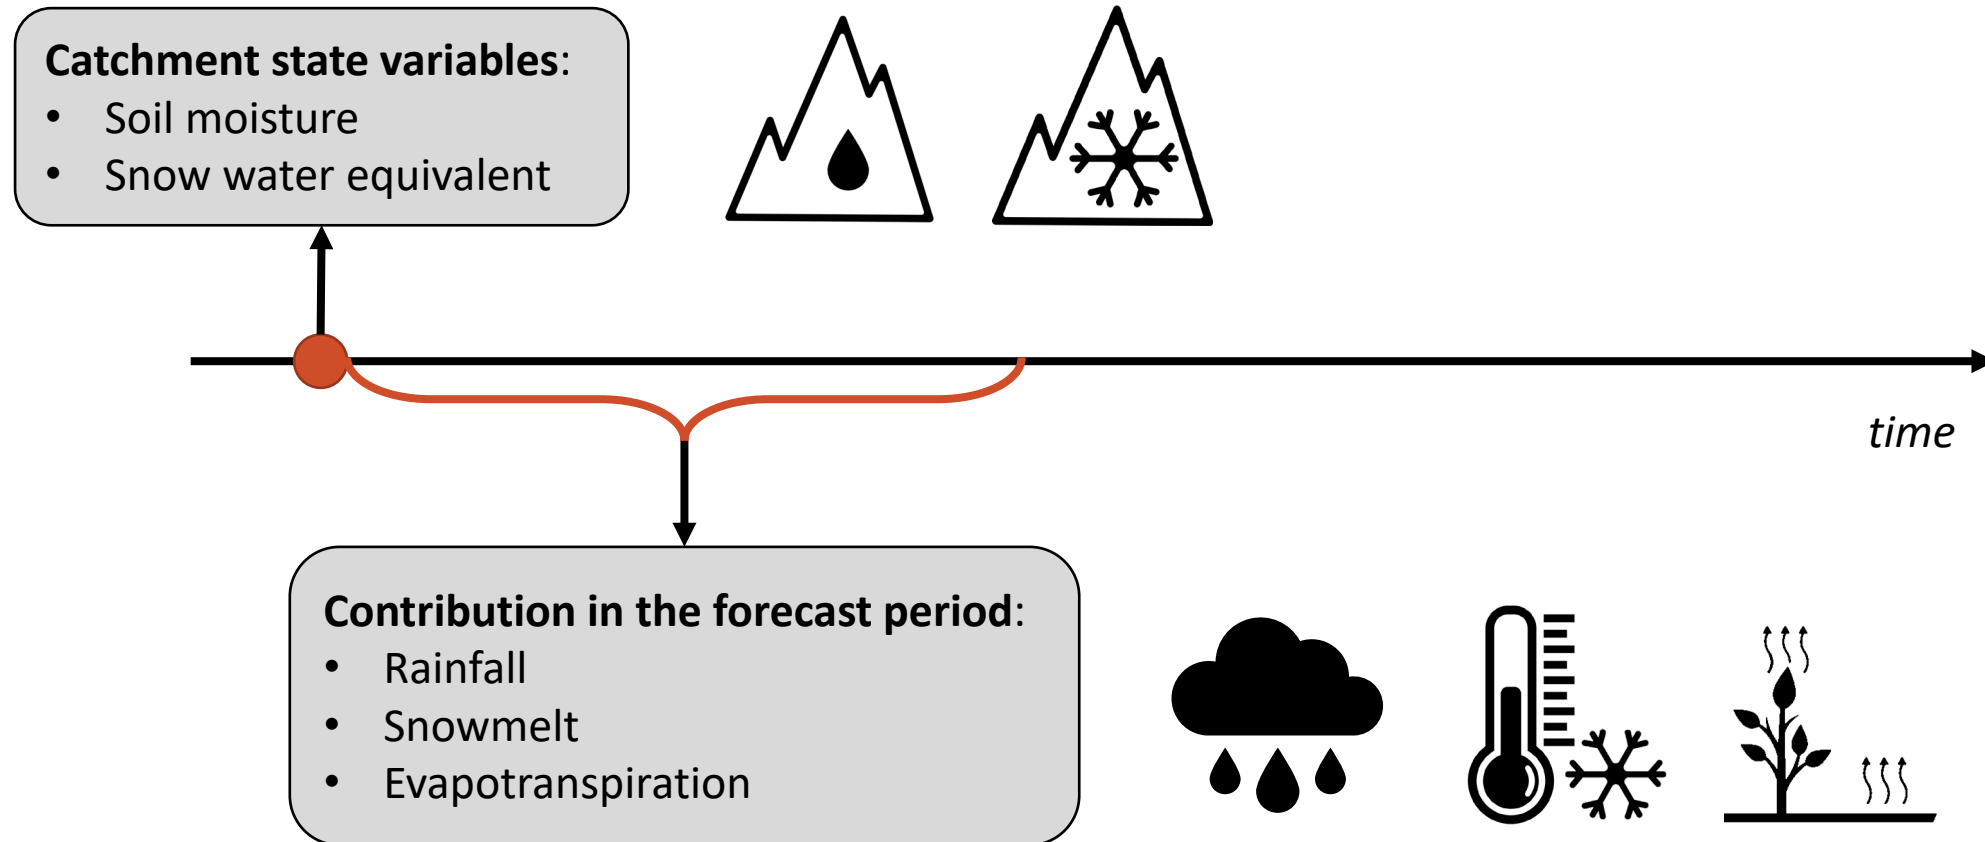 Catchment state variables:
• Soil moisture
• Snow water equivalent
time
Contribution in the forecast period:
• Rainfall
• Snowmelt
• Evapotranspiration